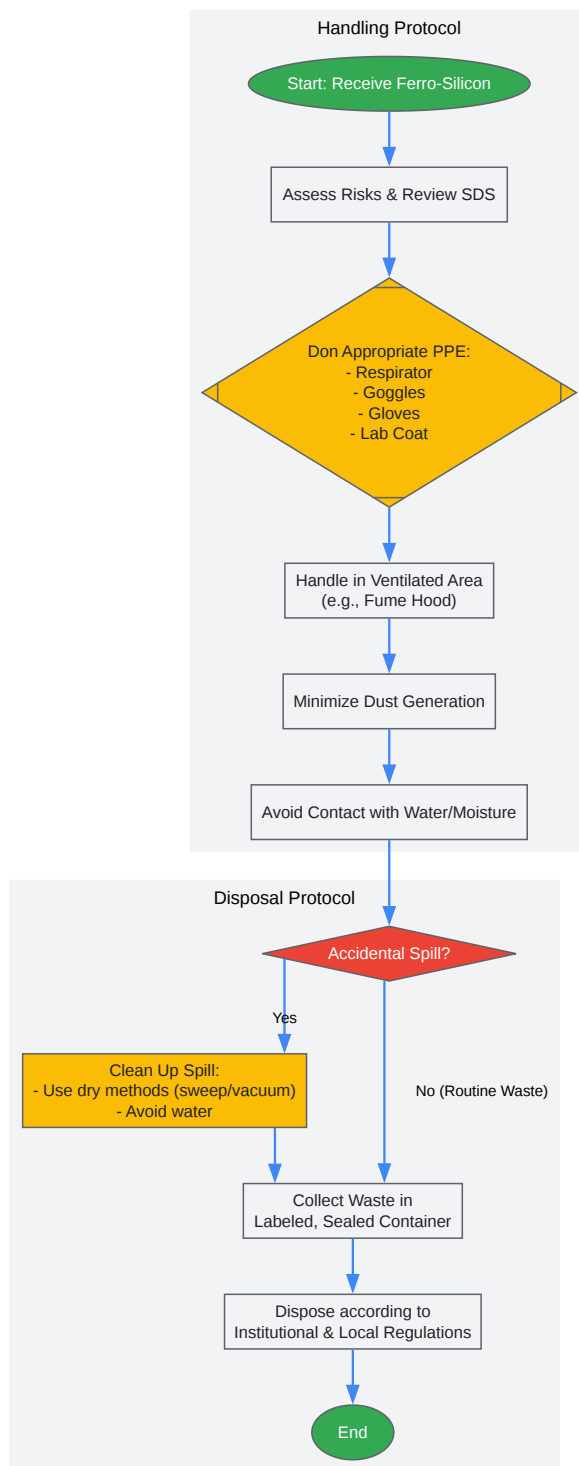 Handling Protocol
Start: Receive Ferro-Silicon
Assess Risks & Review SDS
Don Appropriate PPE:
- Respirator
- Goggles
- Gloves
- Lab Coat
Handle in Ventilated Area
(e.g., Fume Hood)
Minimize Dust Generation
Avoid Contact with Water/Moisture
Disposal Protocol
Accidental Spill?
Yes
Clean Up Spill:
- Use dry methods (sweep/vacuum)
- Avoid water
No (Routine Waste)
Collect Waste in
Labeled, Sealed Container
Dispose according to
Institutional & Local Regulations
End